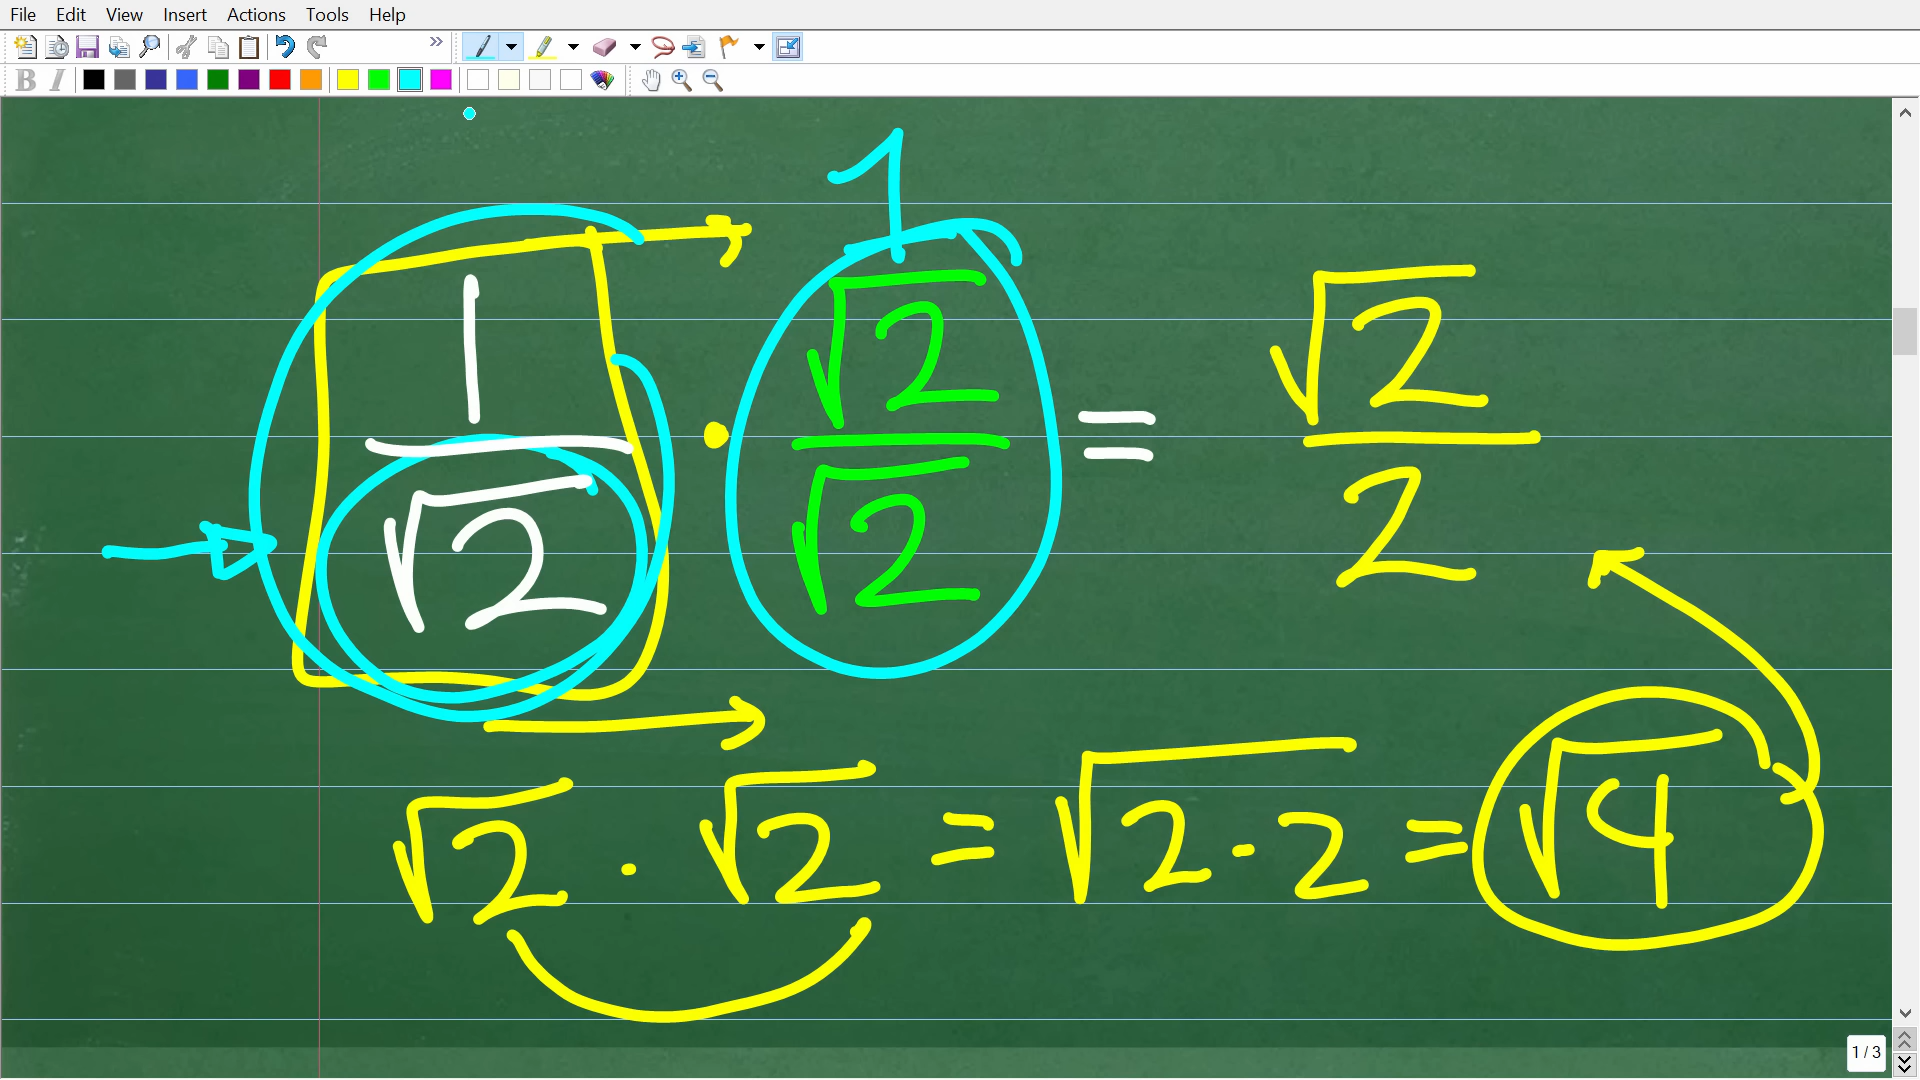 File Edit View Insert Actions Tools Help
B I
1
1/√2 · √2/√2 = √2/2
√2 · √2 = √2·2 = √4
1 / 3